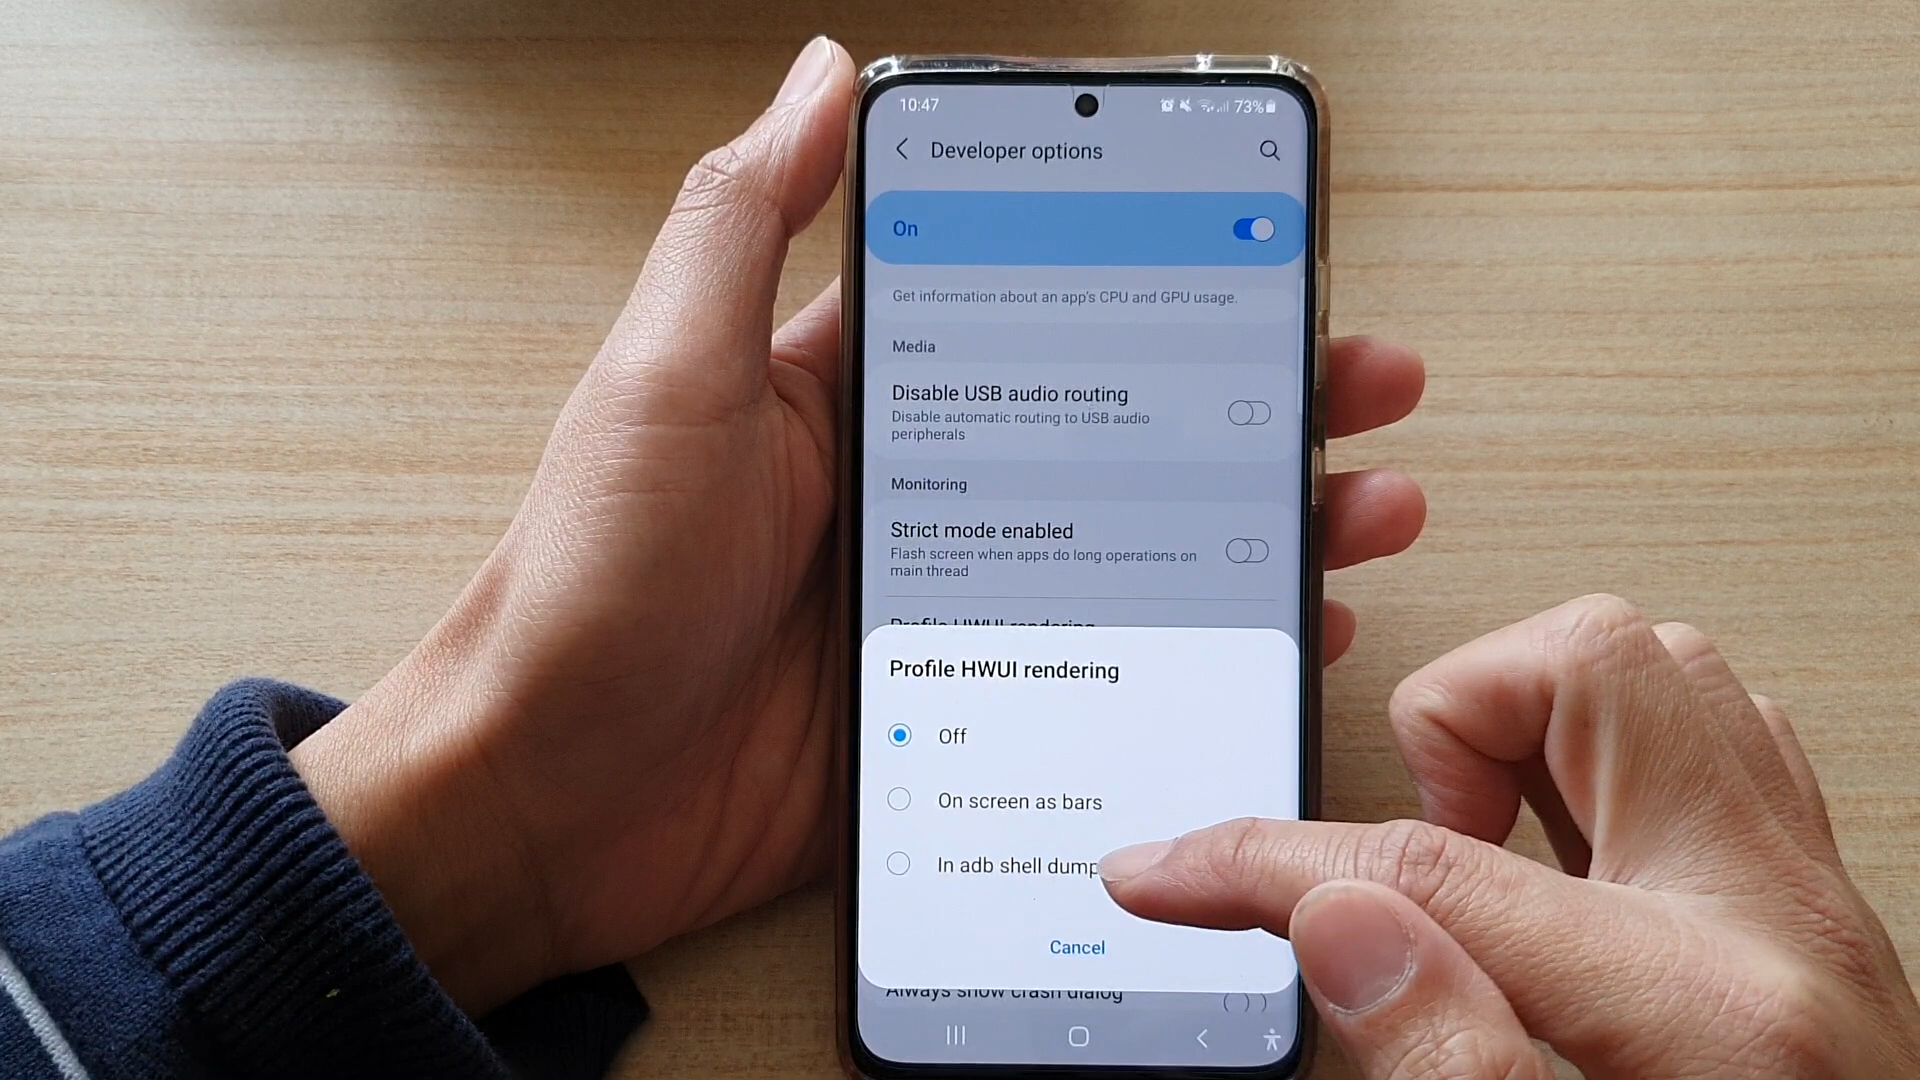 10:47
73%
Developer options
On
Get information about an app's CPU and GPU usage.
Media
Disable USB audio routing
Disable automatic routing to USB audio
peripherals
Monitoring
Strict mode enabled
Flash screen when apps do long operations on
main thread
Profile HWUI rendering
Profile HWUI rendering
Off
On screen as bars
In adb shell dump
Cancel
Always show crash dialog